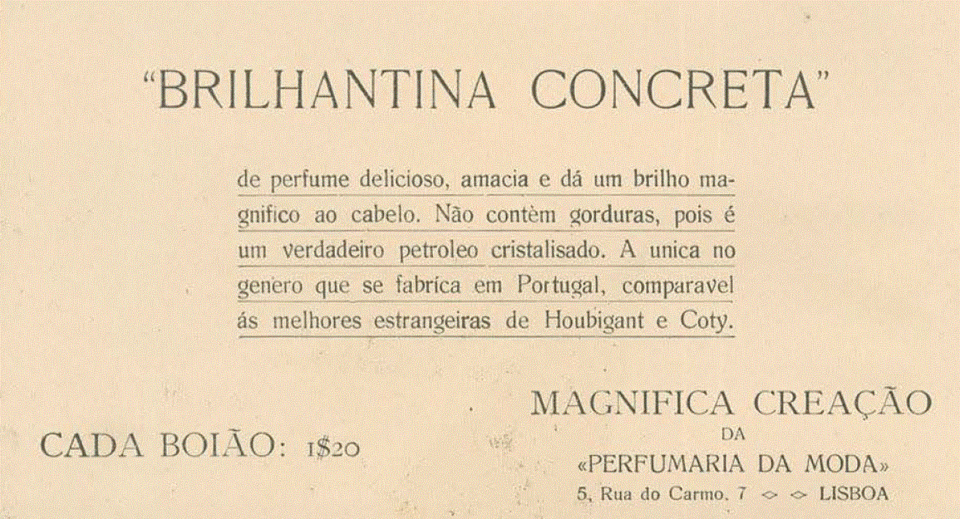 “BRILHANTINA CONCRETA”
de perfume delicioso, amacia e dá um brilho ma-
gnifico ao cabelo. Não contèm gorduras, pois é
um verdadeiro petroleo cristalisado. A unica no
genero que se fabrica em Portugal, comparavel
ás melhores estrangeiras de Houbigant e Coty.
CADA BOIÃO: 1$20
MAGNIFICA CREAÇÃO
DA
«PERFUMARIA DA MODA»
5, Rua do Carmo. 7 LISBOA